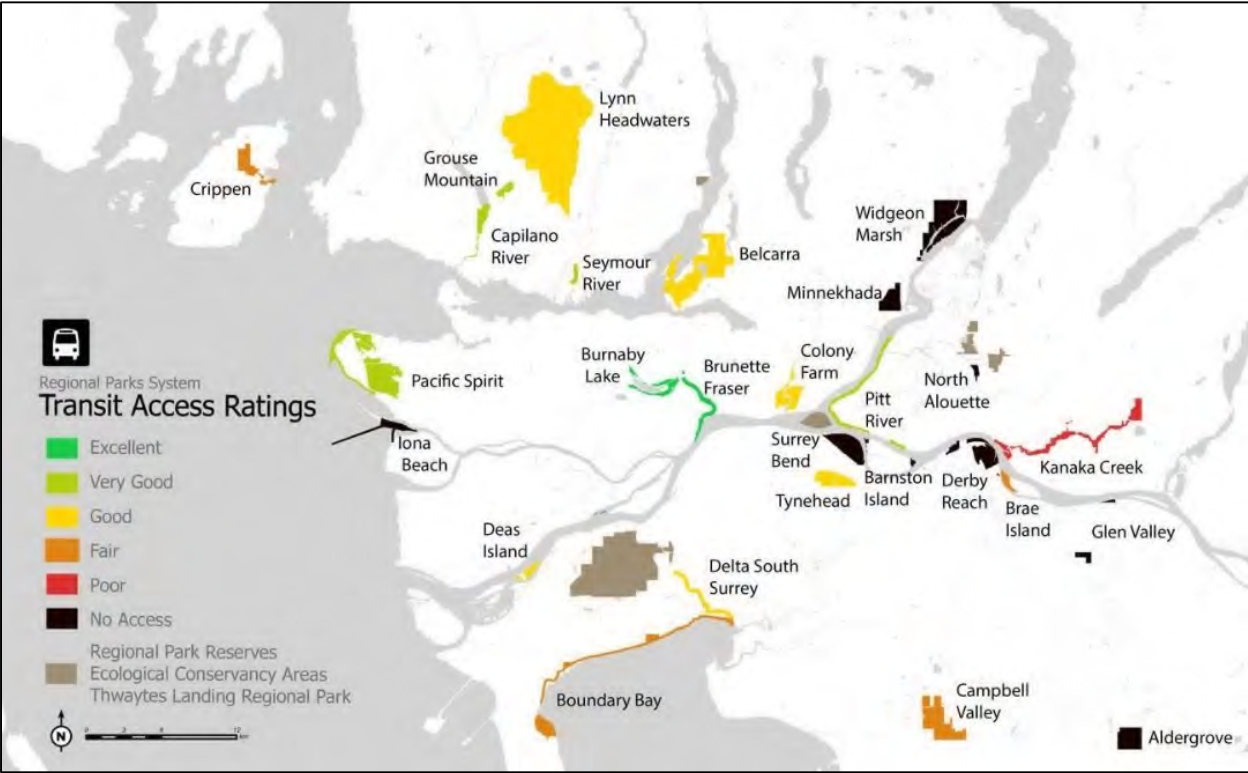 Lynn
Headwaters
Grouse
Mountain
Crippen
Capilano
River
Seymour
River
Belcarra
Widgeon
Marsh
Minnekhada
Regional Parks System
Transit Access Ratings
Excellent
Very Good
Good
Fair
Poor
No Access
Regional Park Reserves
Ecological Conservancy Areas
Thwaytes Landing Regional Park
N
Pacific Spirit
Iona
Beach
Burnaby
Lake
Brunette
Fraser
Colony
Farm
Pitt
River
North
Alouette
Surrey
Bend
Tynehead
Barnston
Island
Derby
Reach
Kanaka Creek
Brae
Island
Glen Valley
Deas
Island
Delta South
Surrey
Boundary Bay
Campbell
Valley
Aldergrove